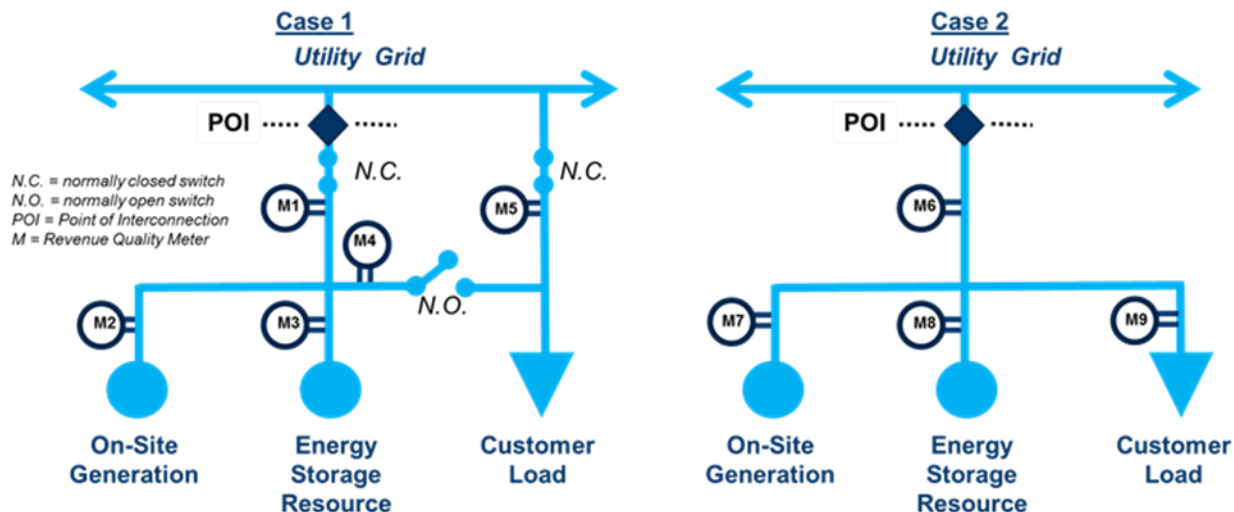 Case 1
Utility Grid
POI
N.C.
N.C.
N.C. = normally closed switch
N.O. = normally open switch
POI = Point of Interconnection
M = Revenue Quality Meter
M1
M5
M4
N.O.
M2
M3
On-Site
Generation
Energy
Storage
Resource
Customer
Load
Case 2
Utility Grid
POI
M6
M7
M8
M9
On-Site
Generation
Energy
Storage
Resource
Customer
Load